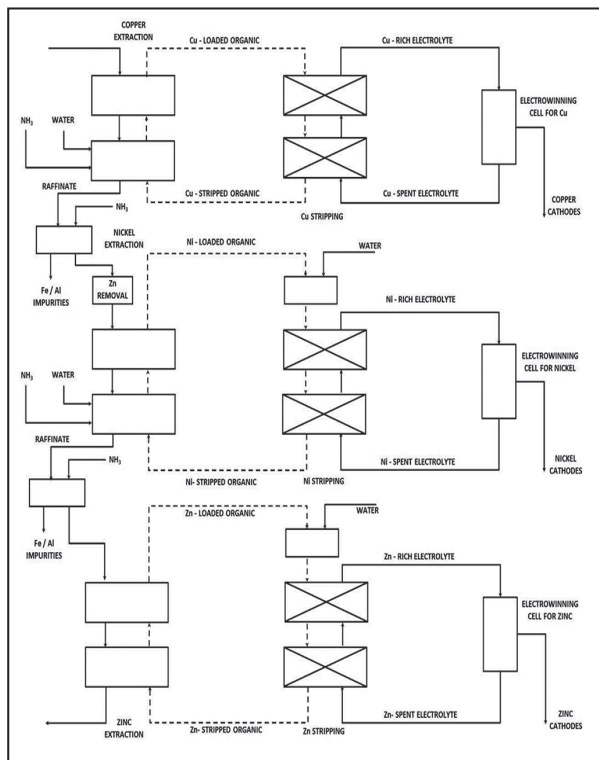 COPPER
EXTRACTION
Cu - LOADED ORGANIC
Cu - RICH ELECTROLYTE
ELECTROWINNING
CELL FOR Cu
NH3
WATER
RAFFINATE
Cu - STRIPPED ORGANIC
Cu - SPENT ELECTROLYTE
COPPER
CATHODES
Cu STRIPPING
NH3
NICKEL
EXTRACTION
Ni - LOADED ORGANIC
WATER
Fe / Al
IMPURITIES
Zn
REMOVAL
Ni - RICH ELECTROLYTE
ELECTROWINNING
CELL FOR NICKEL
NH3
WATER
RAFFINATE
NH3
Ni- STRIPPED ORGANIC
Ni STRIPPING
Ni - SPENT ELECTROLYTE
NICKEL
CATHODES
Zn - LOADED ORGANIC
WATER
Fe / Al
IMPURITIES
Zn - RICH ELECTROLYTE
ELECTROWINNING
CELL FOR ZINC
ZINC
EXTRACTION
Zn- STRIPPED ORGANIC
Zn STRIPPING
Zn- SPENT ELECTROLYTE
ZINC
CATHODES